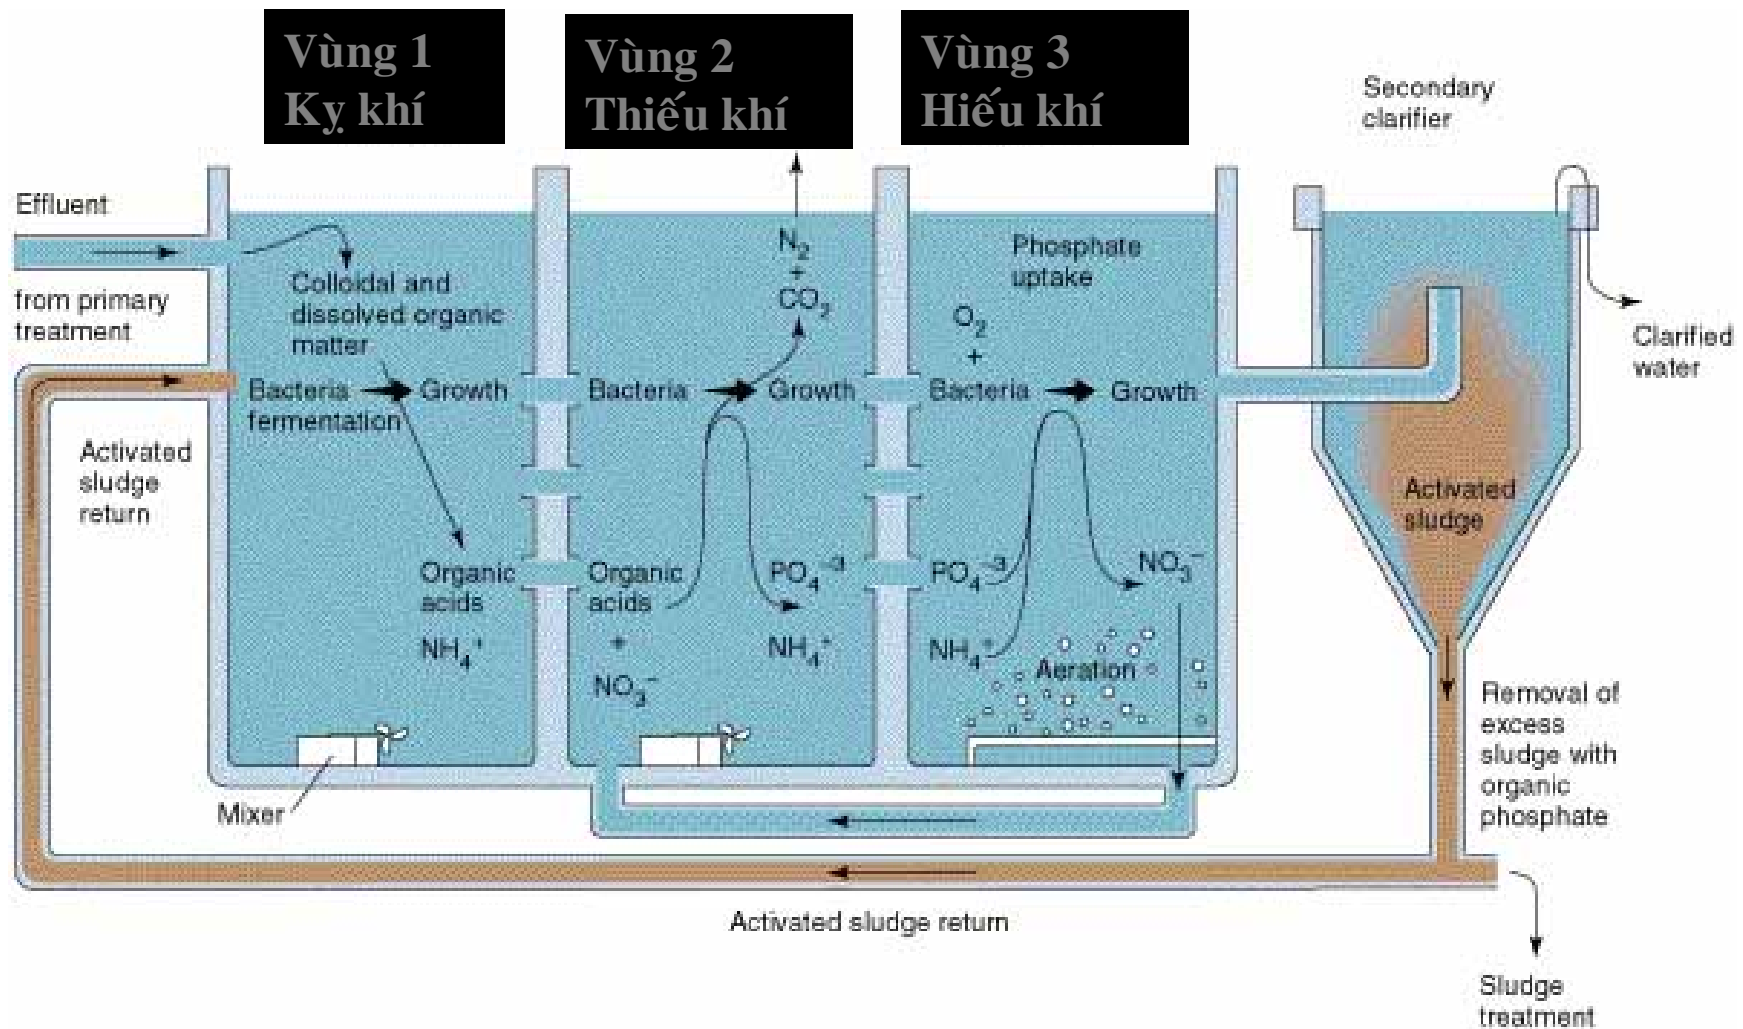 Vùng 1
Kỵ khí
Vùng 2
Thiếu khí
Vùng 3
Hiếu khí
Secondary
clarifier
Effluent
from primary
treatment
Colloidal and
dissolved organic
matter
Bacteria
fermentation
Growth
Organic
acids
NH₄⁺
Mixer
Activated
sludge
return
N₂
+
CO₂
Bacteria
Growth
Organic
acids
+
NO₃⁻
PO₄⁻³
NH₄⁺
Phosphate
uptake
O₂
+
Bacteria
Growth
PO₄⁻³
NH₄⁺
NO₃⁻
Aeration
Clarified
water
Activated
sludge
Removal of
excess
sludge with
organic
phosphate
Activated sludge return
Sludge
treatment